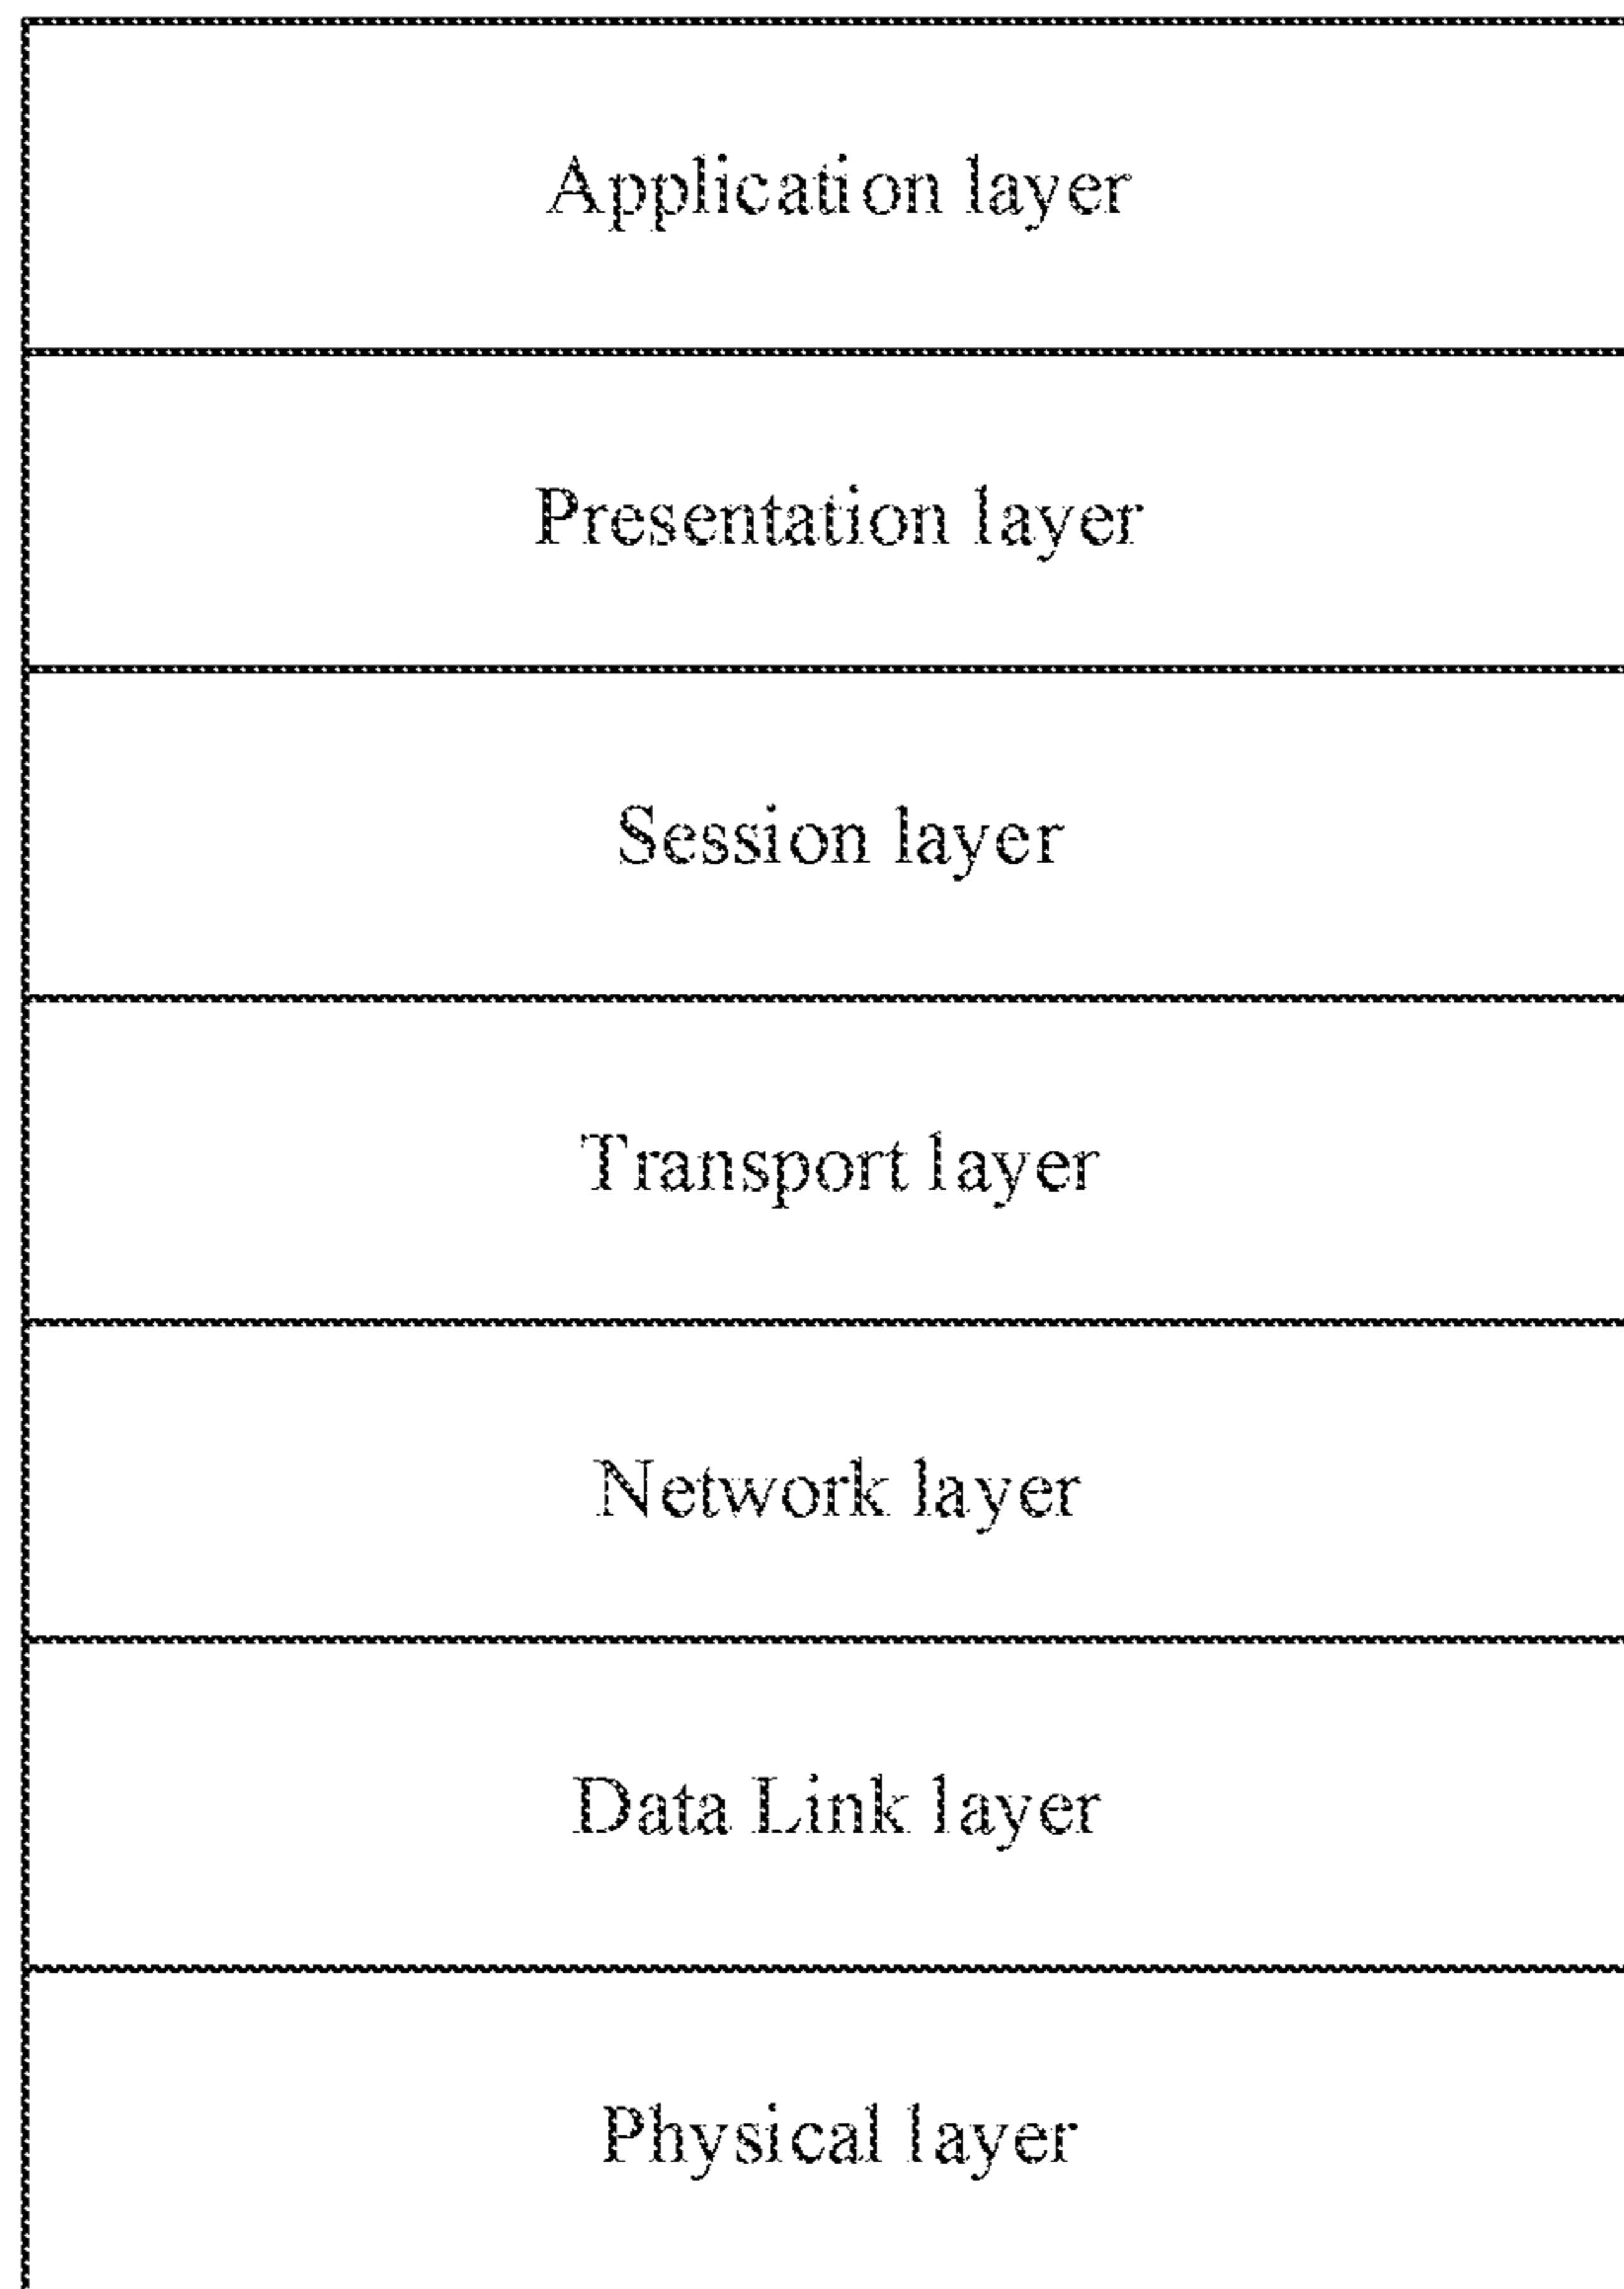 Application layer
Presentation layer
Session layer
Transport layer
Network layer
Data Link layer
Physical layer